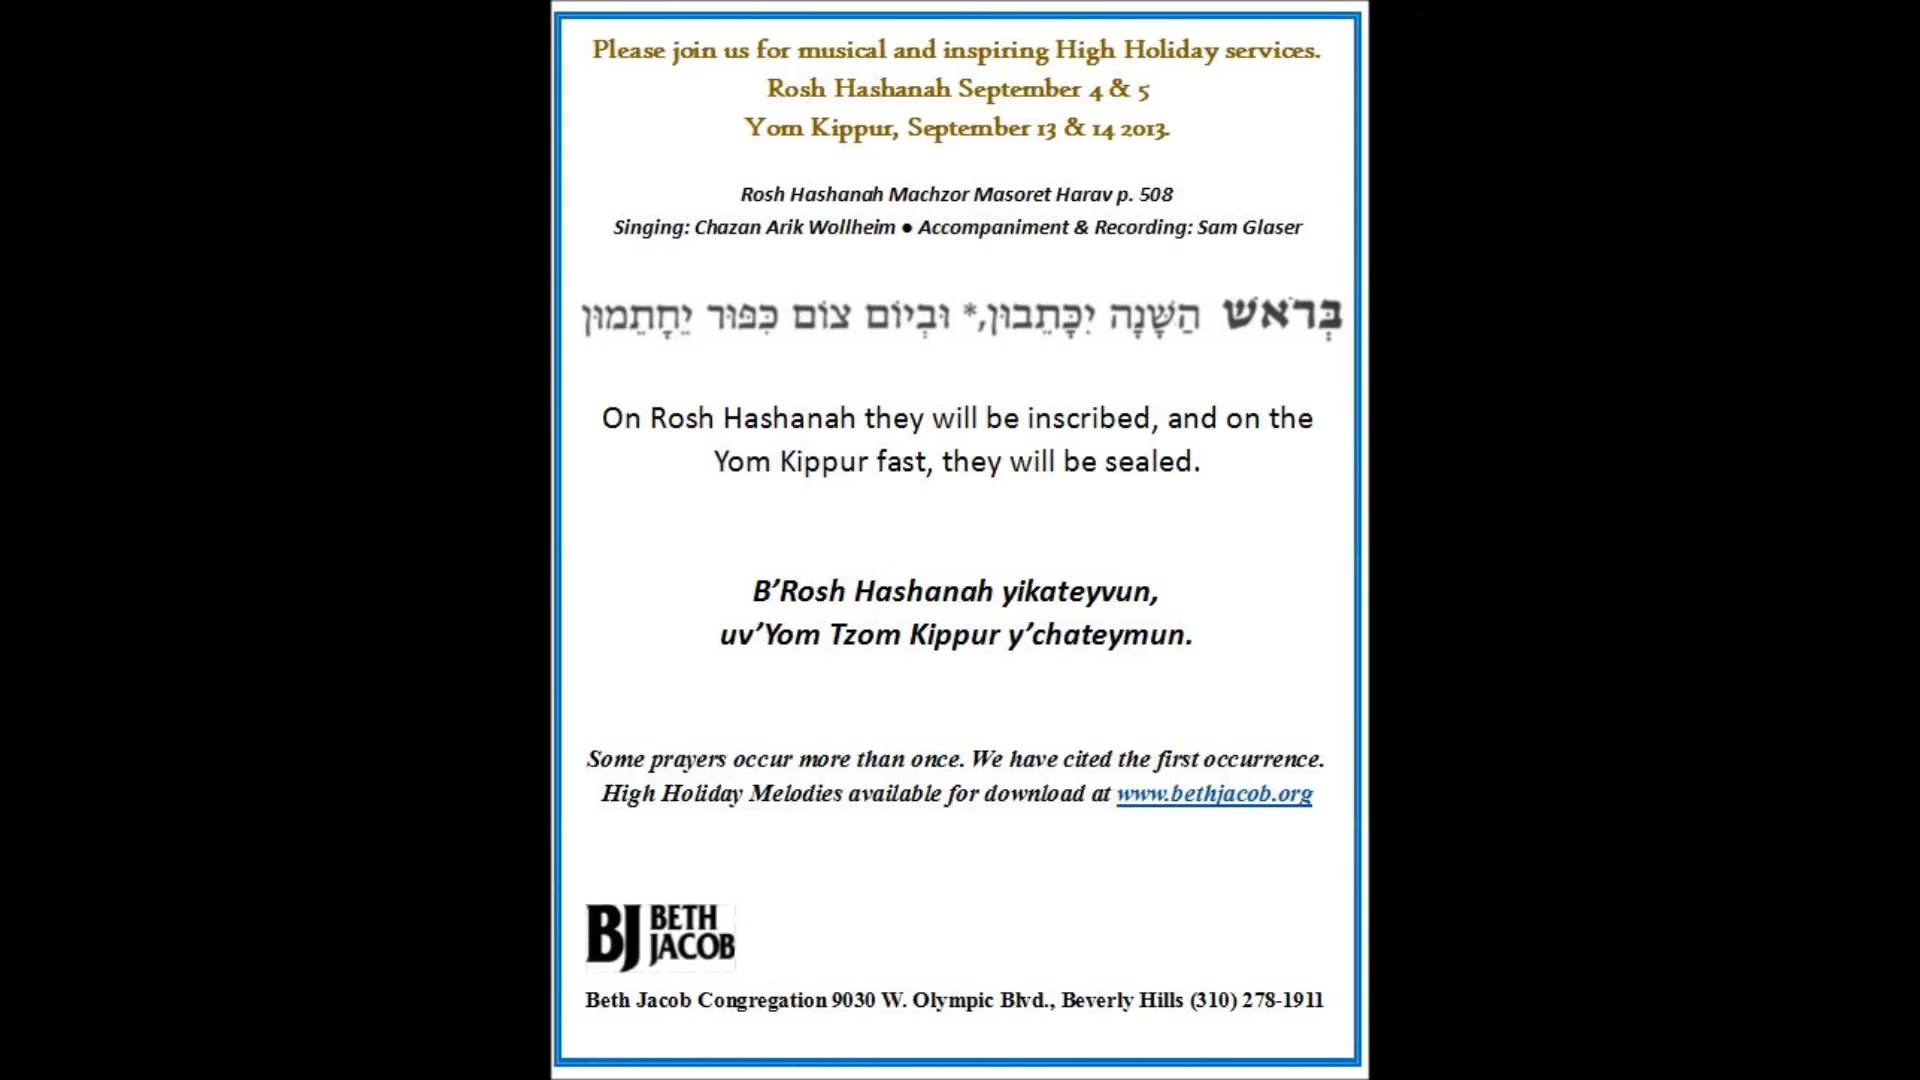 Please join us for musical and inspiring High Holiday services.
Rosh Hashanah September 4 & 5
Yom Kippur, September 13 & 14 2013.
Rosh Hashanah Machzor Masoret Harav p. 508
Singing: Chazan Arik Wollheim ● Accompaniment & Recording: Sam Glaser
בְּרֹאשׁ הַשָּׁנָה יִכָּתֵבוּן,* וּבְיוֹם צוֹם כִּפּוּר יֵחָתֵמוּן
On Rosh Hashanah they will be inscribed, and on the
Yom Kippur fast, they will be sealed.
B’Rosh Hashanah yikateyvun,
uv’Yom Tzom Kippur y’chateymun.
Some prayers occur more than once. We have cited the first occurrence.
High Holiday Melodies available for download at www.bethjacob.org
BJ BETH
JACOB
Beth Jacob Congregation 9030 W. Olympic Blvd., Beverly Hills (310) 278-1911